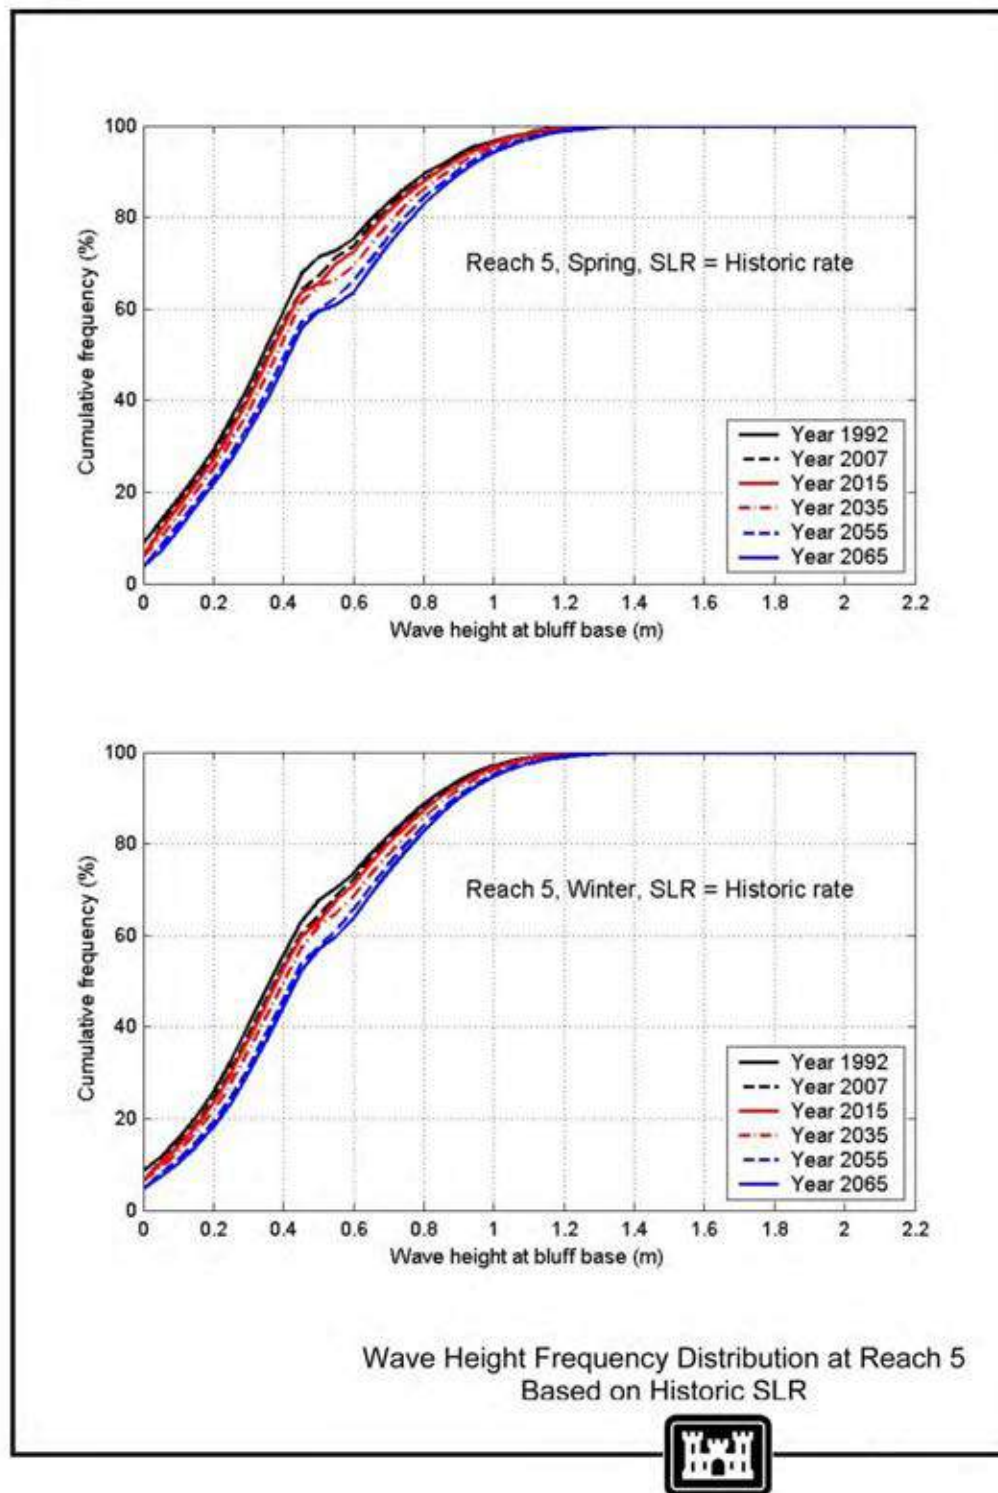 100
80
60
40
20
0
Cumulative frequency (%)
Reach 5, Spring, SLR = Historic rate
Year 1992
Year 2007
Year 2015
Year 2035
Year 2055
Year 2065
0 0.2 0.4 0.6 0.8 1 1.2 1.4 1.6 1.8 2 2.2
Wave height at bluff base (m)
100
80
60
40
20
0
Cumulative frequency (%)
Reach 5, Winter, SLR = Historic rate
Year 1992
Year 2007
Year 2015
Year 2035
Year 2055
Year 2065
0 0.2 0.4 0.6 0.8 1 1.2 1.4 1.6 1.8 2 2.2
Wave height at bluff base (m)
Wave Height Frequency Distribution at Reach 5
Based on Historic SLR